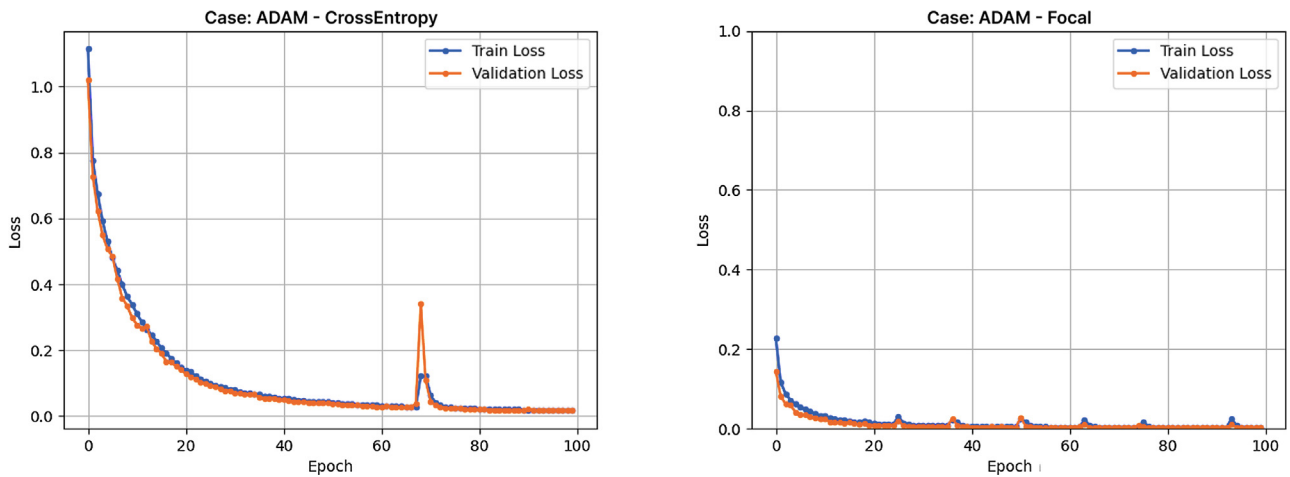 Case: ADAM - CrossEntropy
Train Loss
Validation Loss
1.0
0.8
0.6
0.4
0.2
0.0
Loss
0
20
40
60
80
100
Epoch
Case: ADAM - Focal
Train Loss
Validation Loss
1.0
0.8
0.6
0.4
0.2
0.0
Loss
0
20
40
60
80
100
Epoch